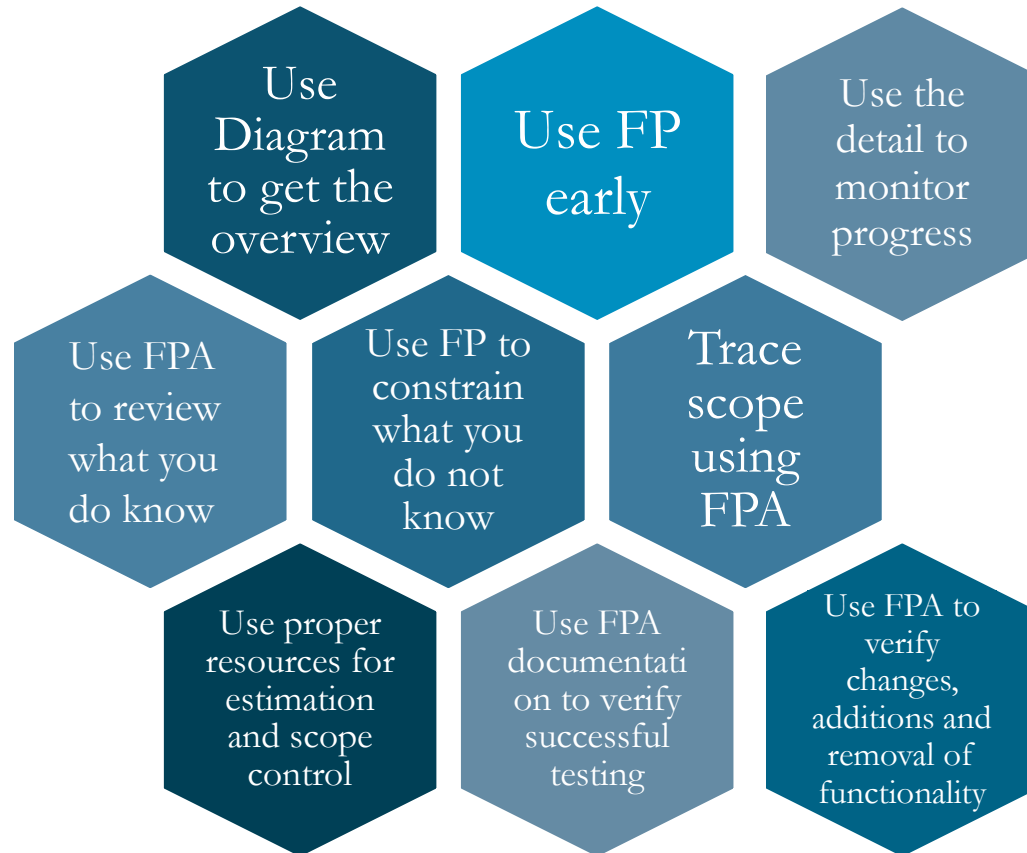 Use
Diagram
to get the
overview
Use FP
early
Use the
detail to
monitor
progress
Use FPA
to review
what you
do know
Use FP to
constrain
what you
do not
know
Trace
scope
using
FPA
Use proper
resources for
estimation
and scope
control
Use FPA
documentati
on to verify
successful
testing
Use FPA to
verify
changes,
additions and
removal of
functionality